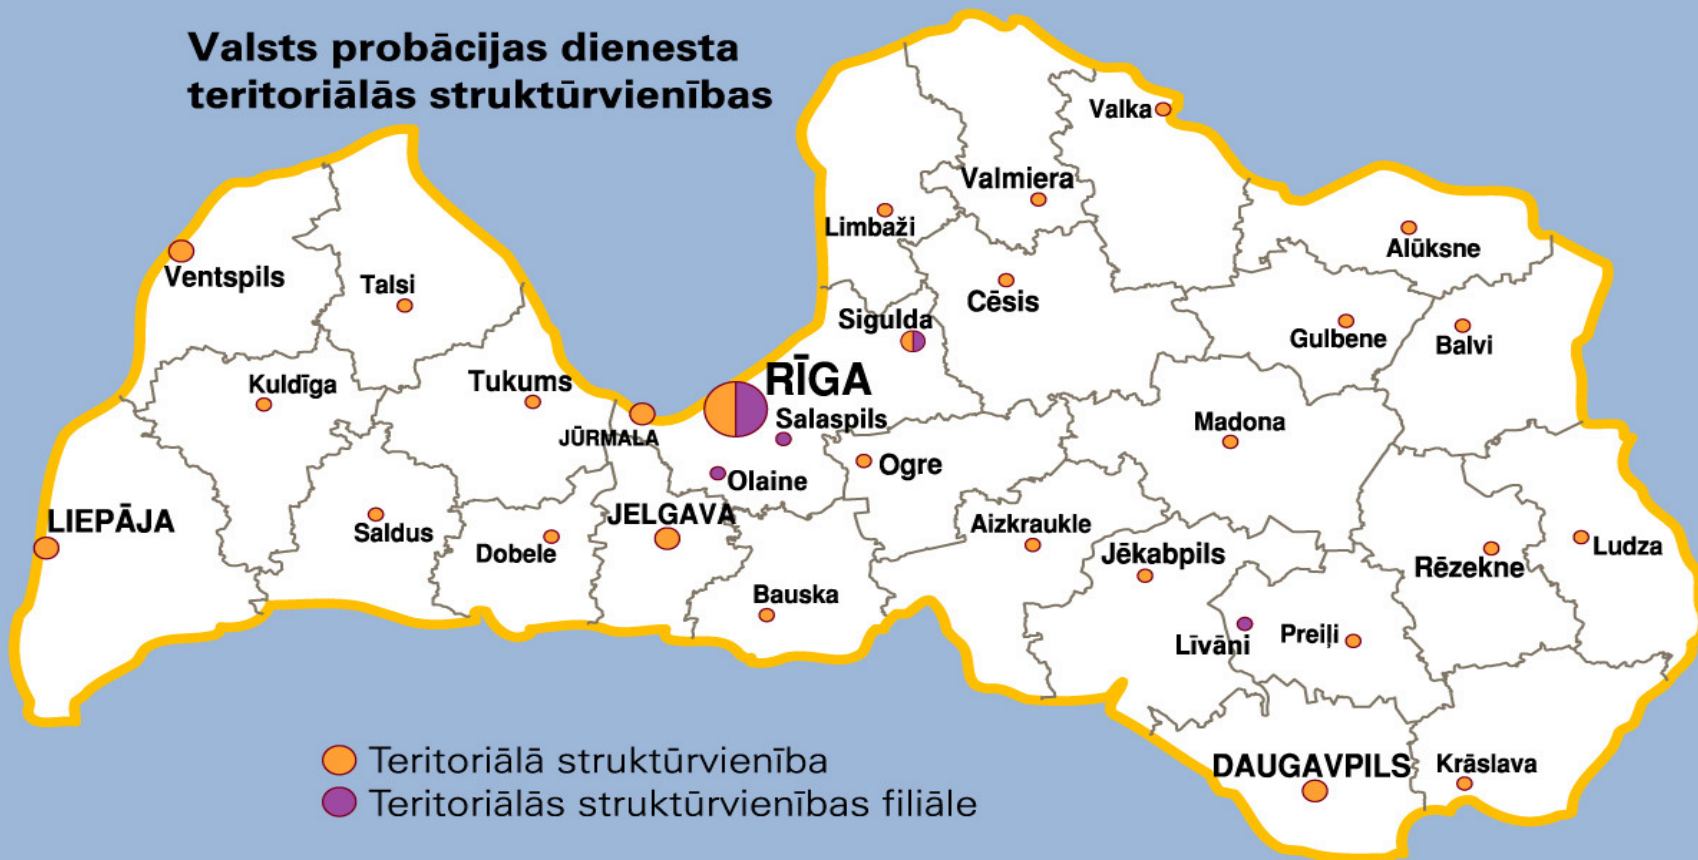 Valsts probācijas dienesta
teritoriālās struktūrvienības
Valka
Valmiera
Limbaži
Alūksne
Ventspils
Talsi
Cēsis
Sigulda
Gulbene
Balvi
Kuldīga
Tukums
RĪGA
Salaspils
JŪRMALA
Madona
Ogre
Olaine
LIEPĀJA
JELGAVA
Saldus
Dobele
Aizkraukle
Jēkabpils
Rēzekne
Ludza
Bauska
Līvāni
Preiļi
DAUGAVPILS
Krāslava
Teritoriālā struktūrvienība
Teritoriālās struktūrvienības filiāle